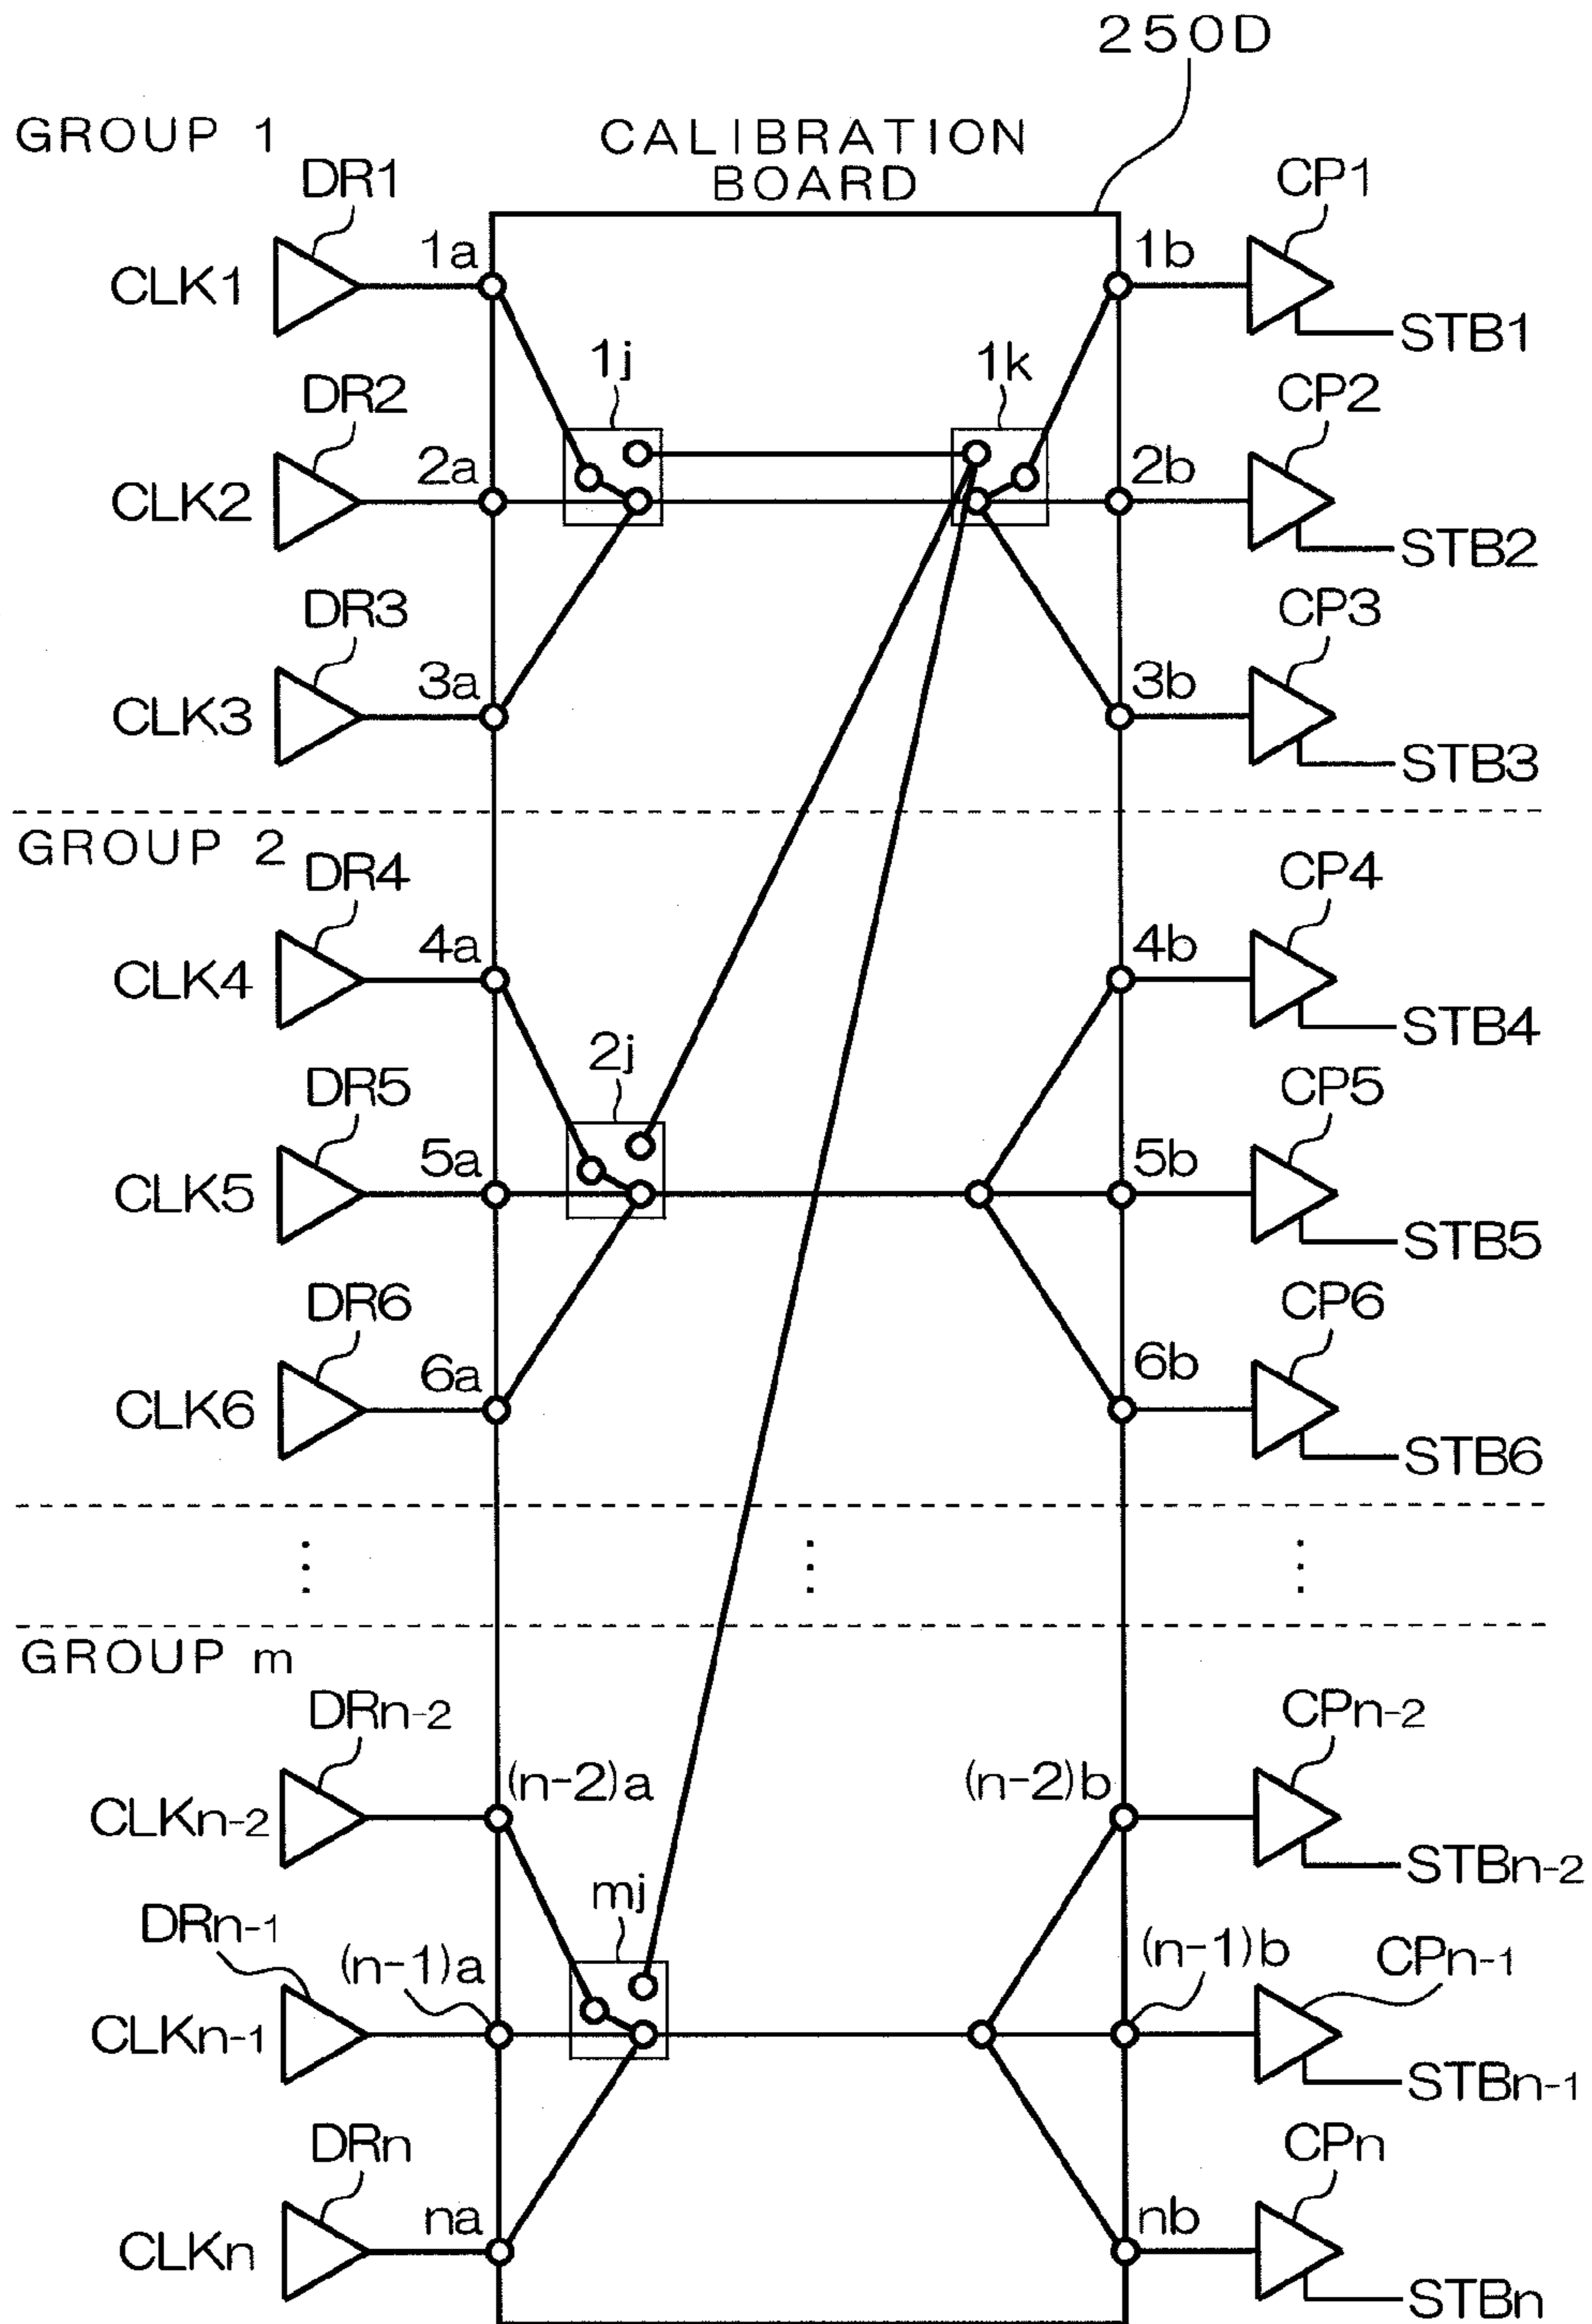 250D
GROUP 1
CALIBRATION
BOARD
DR1
CP1
CLK1
1a
1b
STB1
DR2
1j
1k
CP2
CLK2
2a
2b
STB2
DR3
CP3
CLK3
3a
3b
STB3
GROUP 2
DR4
CP4
CLK4
4a
4b
STB4
DR5
2j
CP5
CLK5
5a
5b
STB5
DR6
CP6
CLK6
6a
6b
STB6
GROUP m
DRn-2
CPn-2
CLKn-2
(n-2)a
(n-2)b
STBn-2
DRn-1
(n-1)a
mj
(n-1)b
CPn-1
CLKn-1
STBn-1
DRn
CPn
CLKn
na
nb
STBn